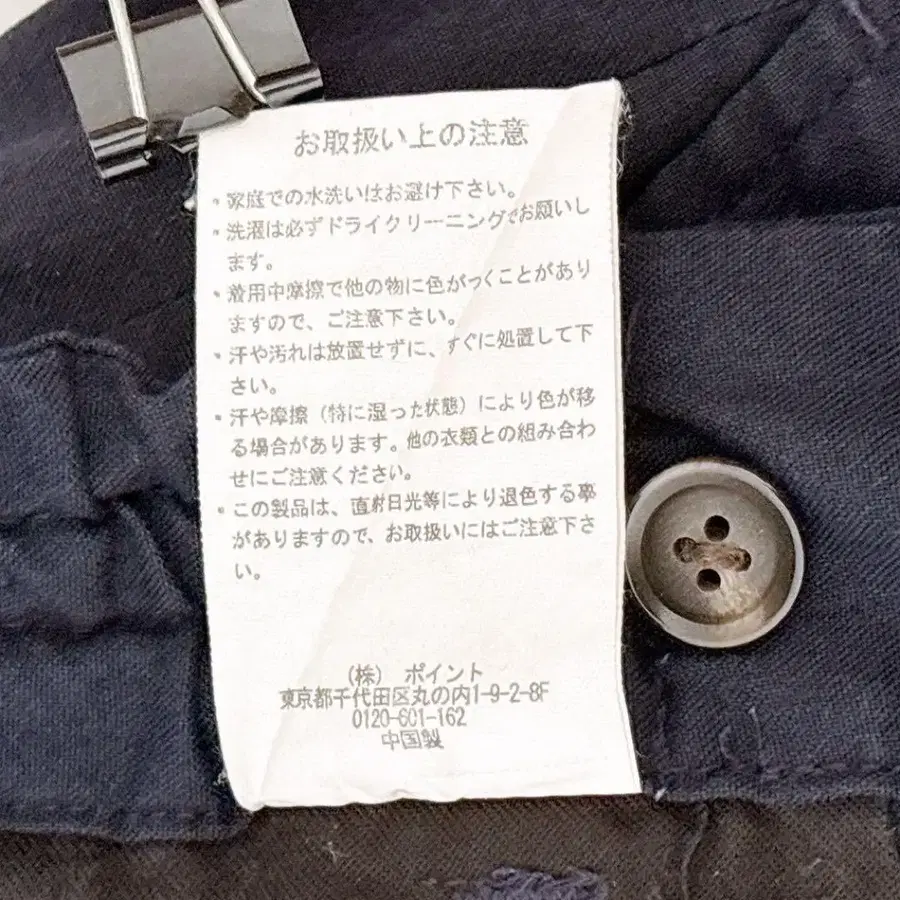 お取扱い上の注意
・家庭での水洗いはお避け下さい。
・洗濯は必ずドライクリーニングでお願いし
ます。
・着用中摩擦で他の物に色がつくことがあり
ますので、ご注意下さい。
・汗や汚れは放置せずに、すぐに処置して下
さい。
・汗や摩擦（特に湿った状態）により色が移
る場合があります。他の衣類との組み合わ
せにご注意ください。
・この製品は、直射日光等により退色する事
がありますので、お取扱いにはご注意下さ
い。
（株） ポイント
東京都千代田区丸の内1-9-2-8F
0120-601-162
中国製